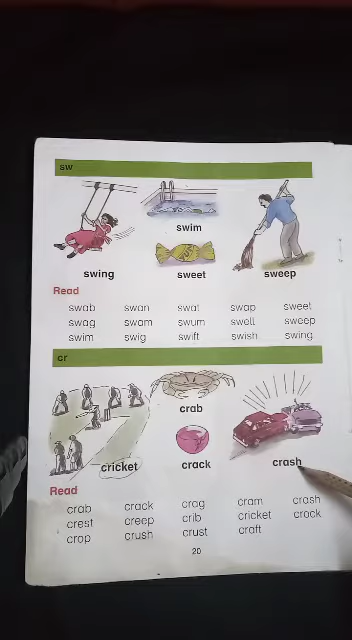 sw
swim
swing sweet sweep
Read
swab swan swat swap sweet
swag swam swum swell sweep
swim swig swift swish swing
cr
crab
cricket crack crash
Read
crab crack crag cram crash
crest creep crib cricket crock
crop crush crust craft
20